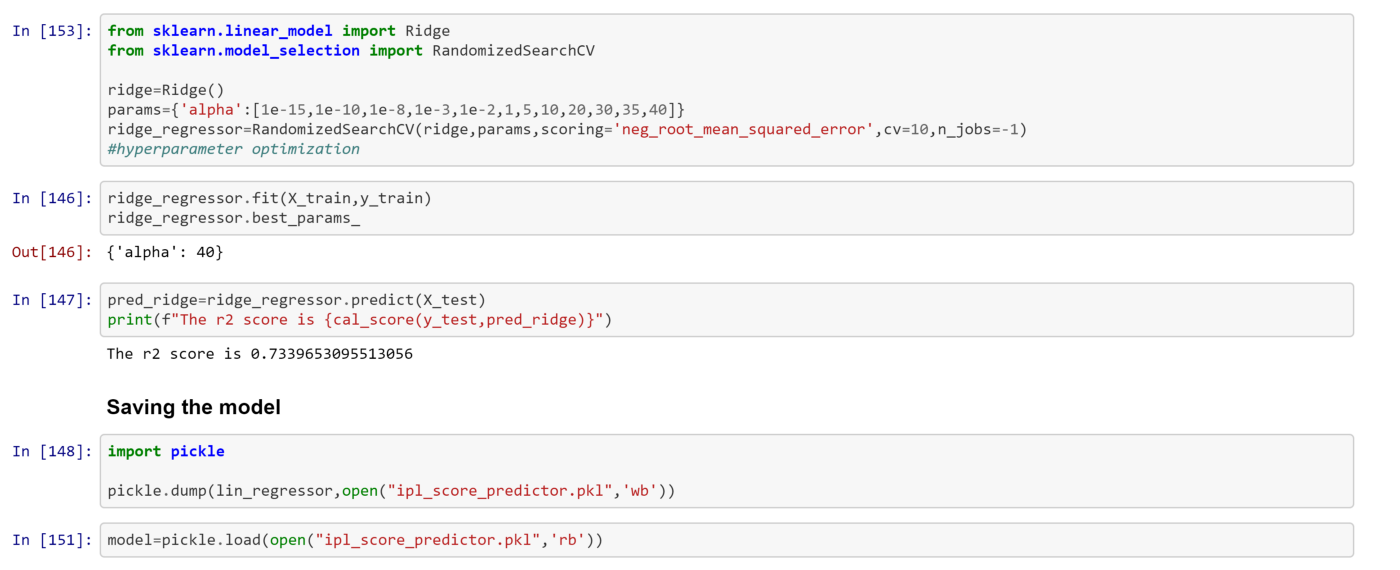 In [153]: from sklearn.linear_model import Ridge
from sklearn.model_selection import RandomizedSearchCV
ridge=Ridge()
params={'alpha':[1e-15,1e-10,1e-8,1e-3,1e-2,1,5,10,20,30,35,40]}
ridge_regressor=RandomizedSearchCV(ridge,params,scoring='neg_root_mean_squared_error',cv=10,n_jobs=-1)
#hyperparameter optimization
In [146]: ridge_regressor.fit(X_train,y_train)
ridge_regressor.best_params_
Out[146]: {'alpha': 40}
In [147]: pred_ridge=ridge_regressor.predict(X_test)
print(f"The r2 score is {cal_score(y_test,pred_ridge)}")
The r2 score is 0.7339653095513056
Saving the model
In [148]: import pickle
pickle.dump(lin_regressor,open("ipl_score_predictor.pkl",'wb'))
In [151]: model=pickle.load(open("ipl_score_predictor.pkl",'rb'))